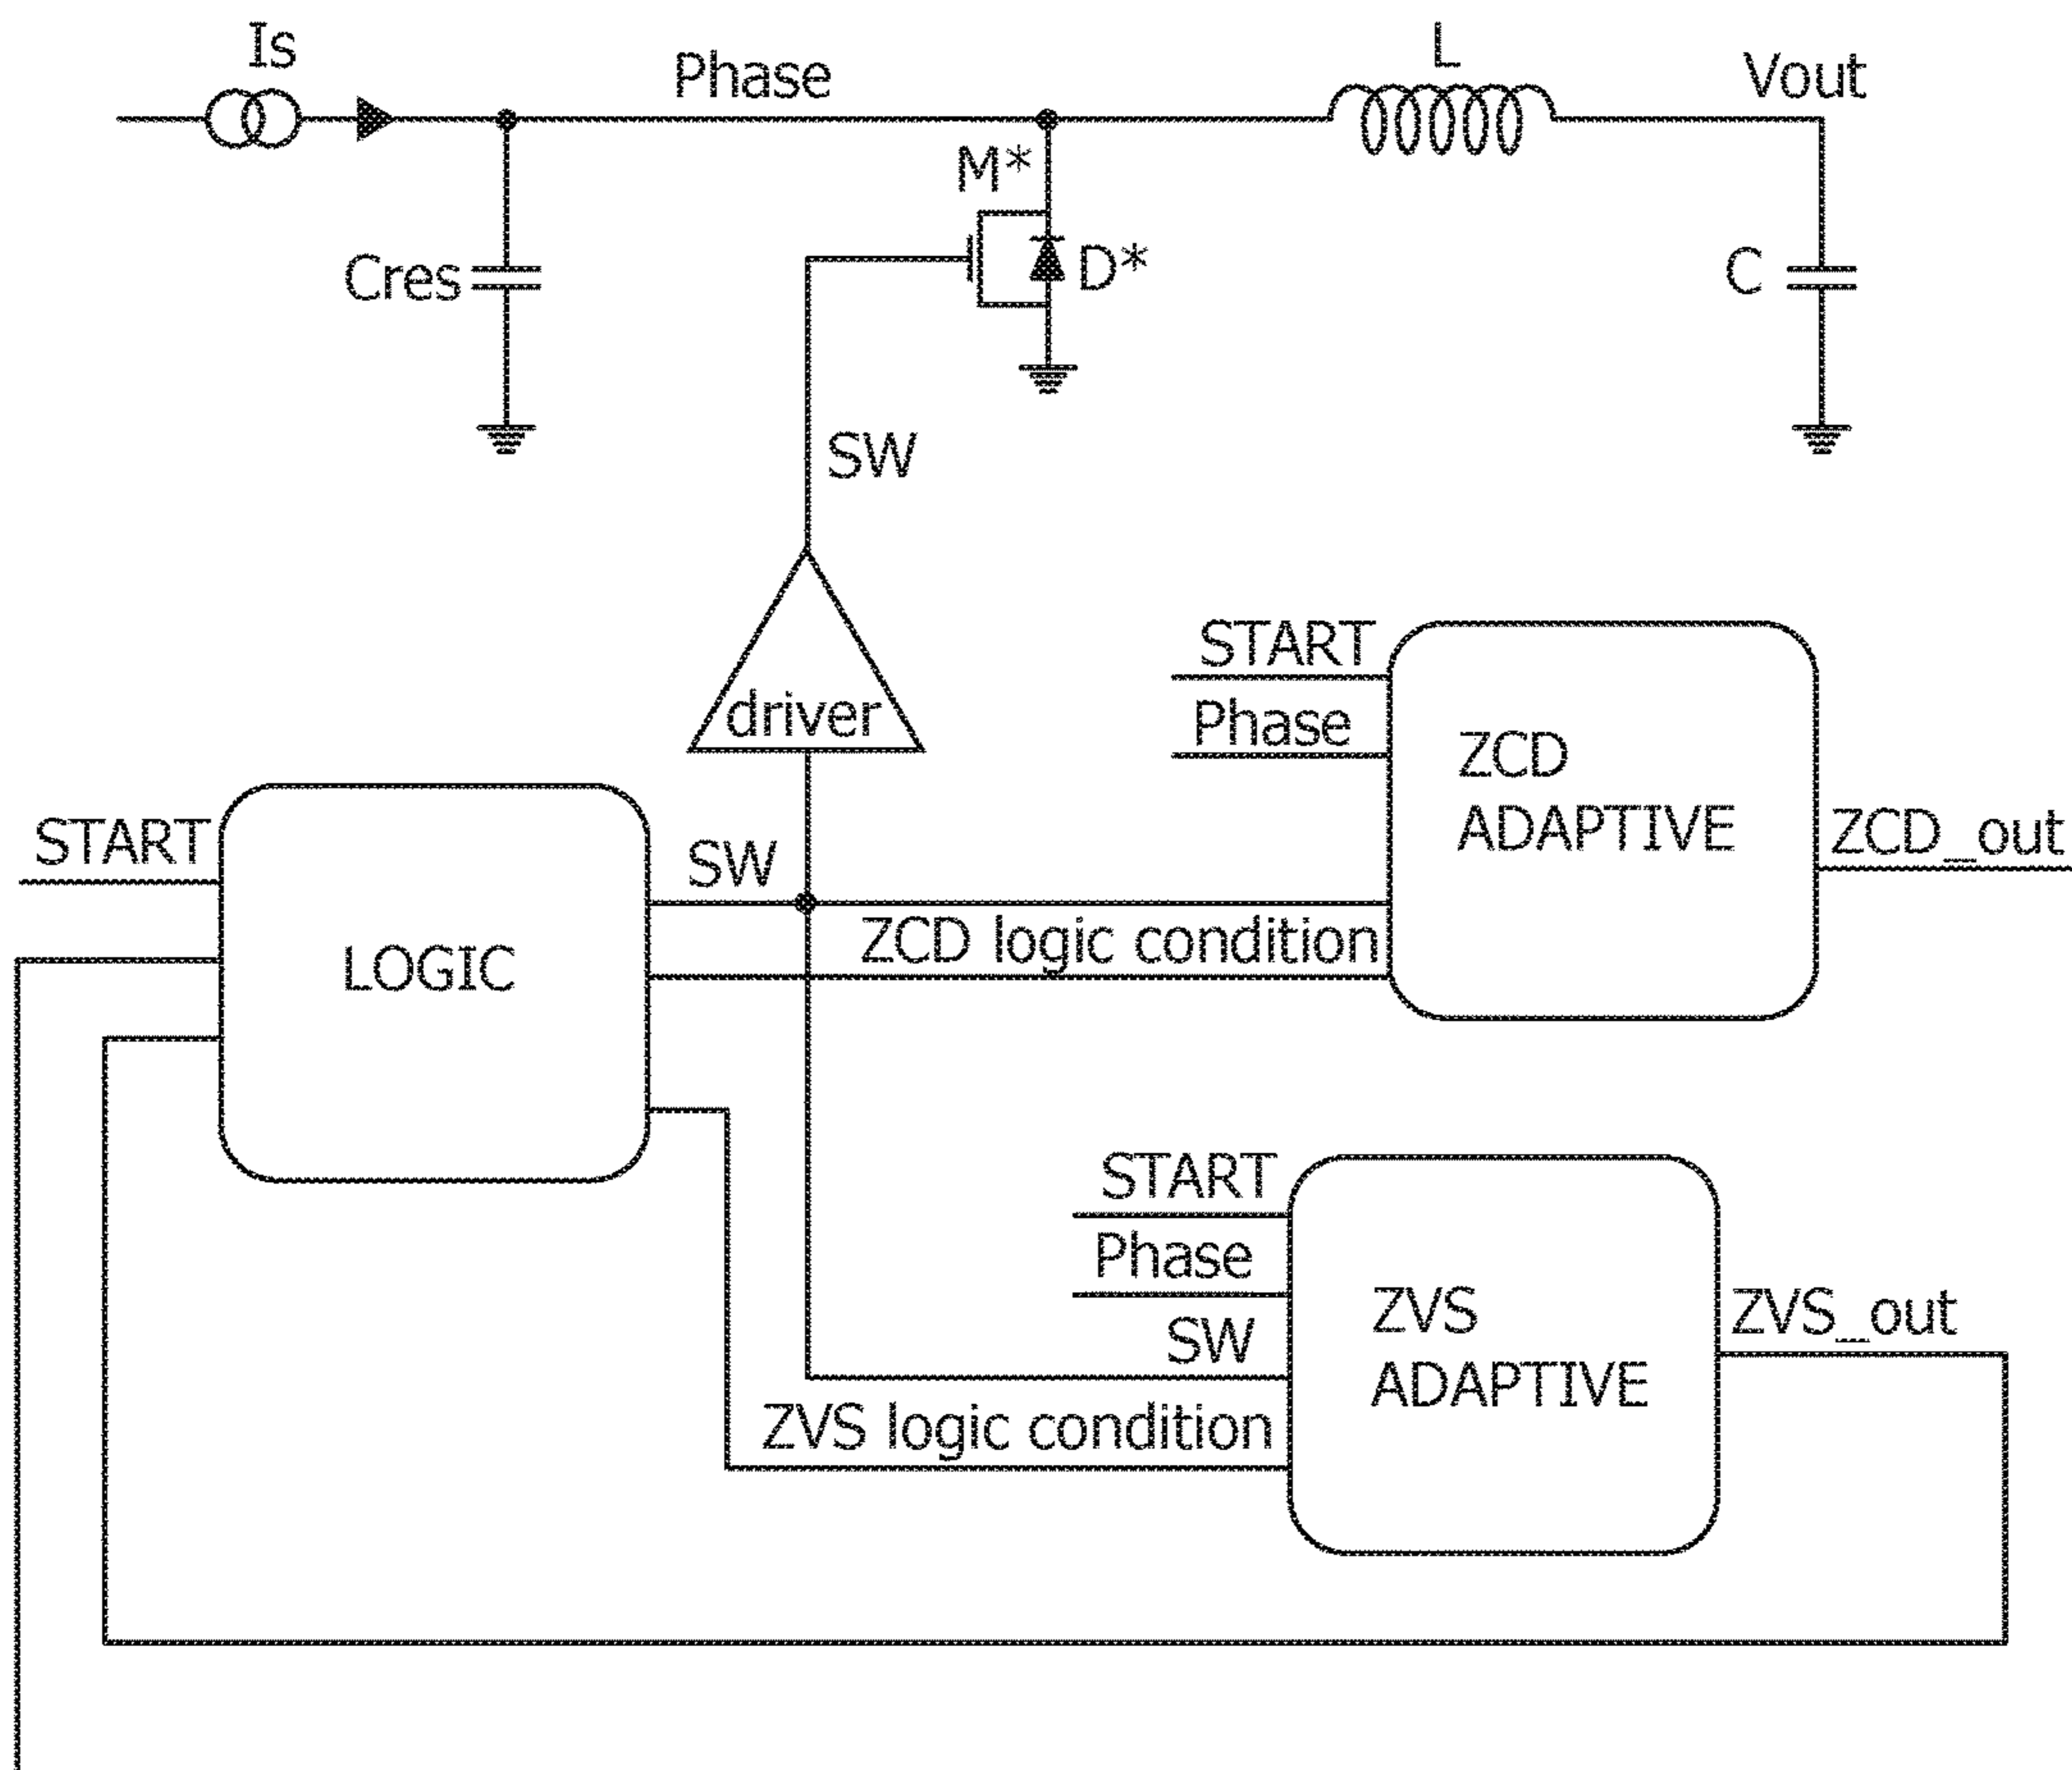 Is
Phase
L
Vout
M*
Cres
D*
C
SW
driver
START
Phase
ZCD
ADAPTIVE
ZCD_out
START
SW
ZCD logic condition
LOGIC
START
Phase
SW
ZVS
ADAPTIVE
ZVS_out
ZVS logic condition